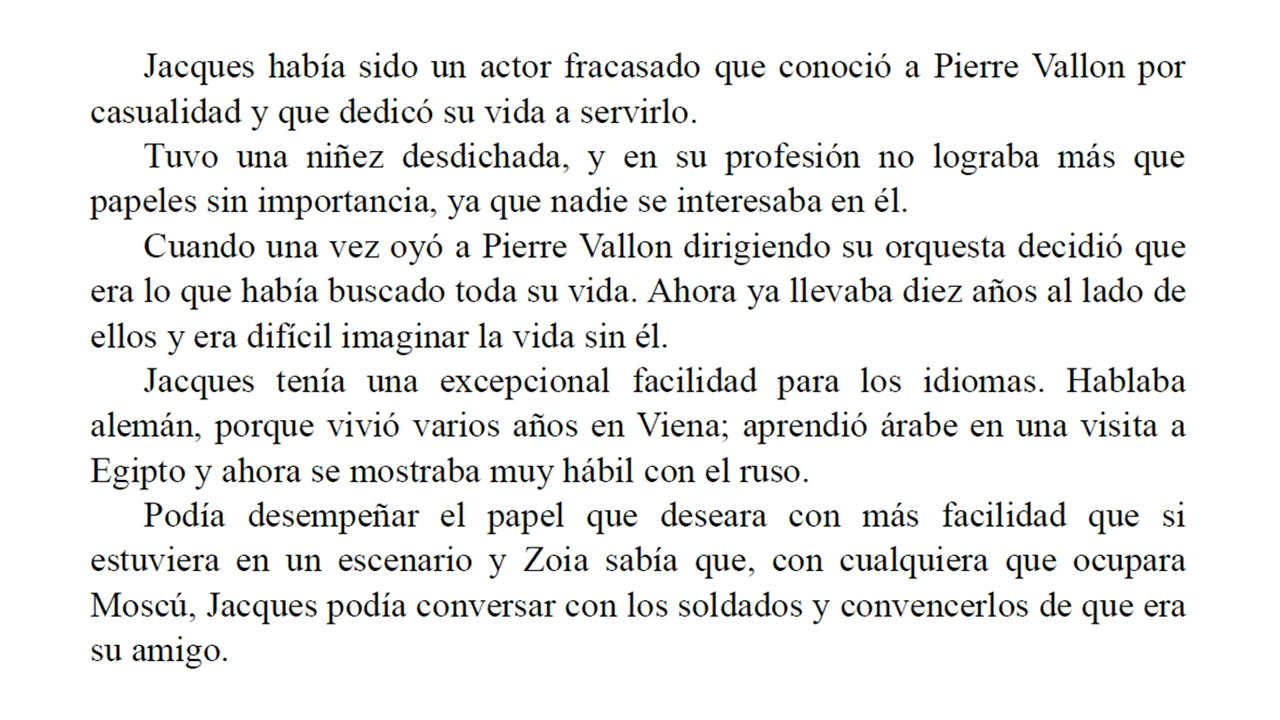 Jacques había sido un actor fracasado que conoció a Pierre Vallon por
casualidad y que dedicó su vida a servirlo.
Tuvo una niñez desdichada, y en su profesión no lograba más que
papeles sin importancia, ya que nadie se interesaba en él.
Cuando una vez oyó a Pierre Vallon dirigiendo su orquesta decidió que
era lo que había buscado toda su vida. Ahora ya llevaba diez años al lado de
ellos y era difícil imaginar la vida sin él.
Jacques tenía una excepcional facilidad para los idiomas. Hablaba
alemán, porque vivió varios años en Viena; aprendió árabe en una visita a
Egipto y ahora se mostraba muy hábil con el ruso.
Podía desempeñar el papel que deseara con más facilidad que si
estuviera en un escenario y Zoia sabía que, con cualquiera que ocupara
Moscú, Jacques podía conversar con los soldados y convencerlos de que era
su amigo.